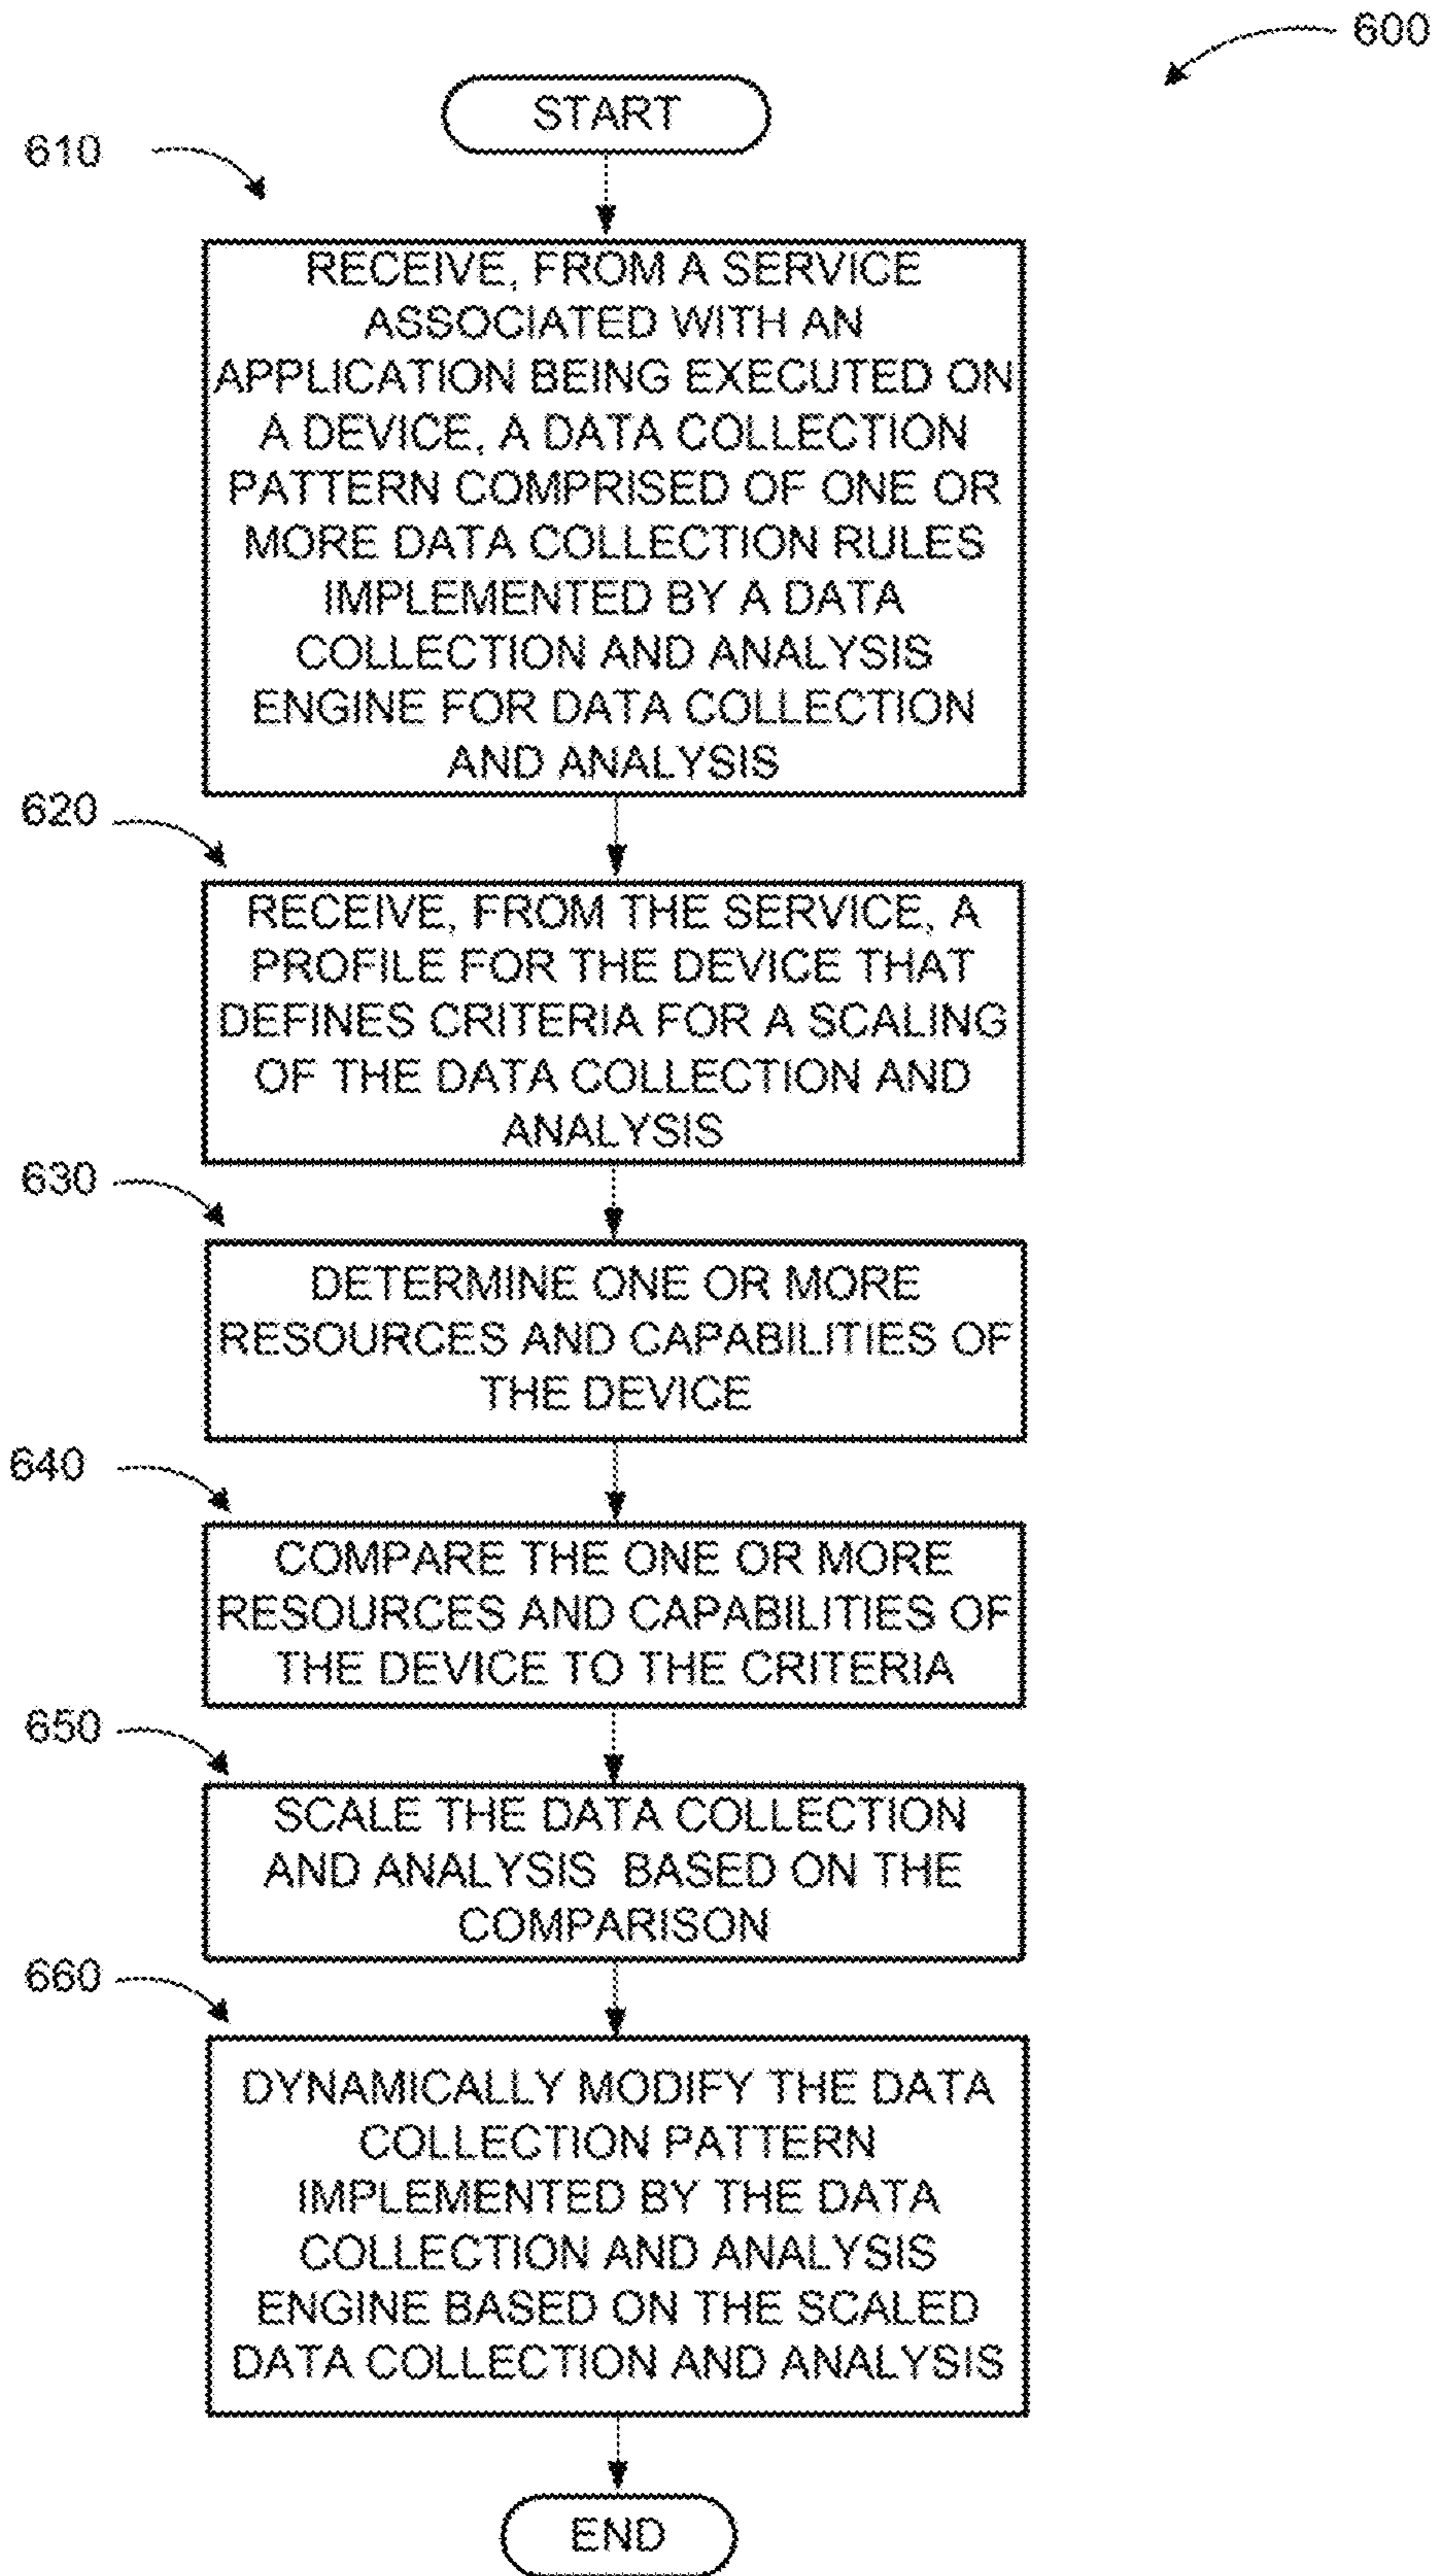 600
START
610
RECEIVE, FROM A SERVICE
ASSOCIATED WITH AN
APPLICATION BEING EXECUTED ON
A DEVICE, A DATA COLLECTION
PATTERN COMPRISED OF ONE OR
MORE DATA COLLECTION RULES
IMPLEMENTED BY A DATA
COLLECTION AND ANALYSIS
ENGINE FOR DATA COLLECTION
AND ANALYSIS
620
RECEIVE, FROM THE SERVICE, A
PROFILE FOR THE DEVICE THAT
DEFINES CRITERIA FOR A SCALING
OF THE DATA COLLECTION AND
ANALYSIS
630
DETERMINE ONE OR MORE
RESOURCES AND CAPABILITIES OF
THE DEVICE
640
COMPARE THE ONE OR MORE
RESOURCES AND CAPABILITIES OF
THE DEVICE TO THE CRITERIA
650
SCALE THE DATA COLLECTION
AND ANALYSIS BASED ON THE
COMPARISON
660
DYNAMICALLY MODIFY THE DATA
COLLECTION PATTERN
IMPLEMENTED BY THE DATA
COLLECTION AND ANALYSIS
ENGINE BASED ON THE SCALED
DATA COLLECTION AND ANALYSIS
END